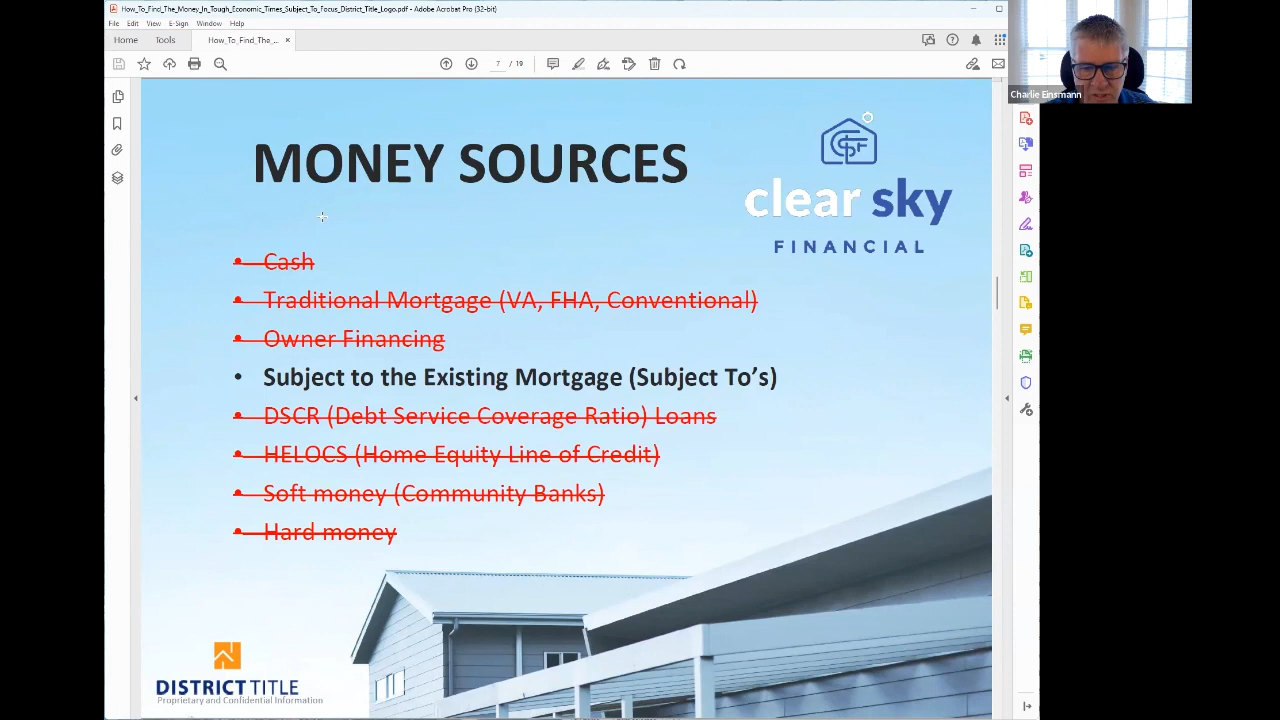 How_To_Find_The_Money_In_Tough_Economic_Times_Subject_To_Focus_District_Title_Logo.pdf - Adobe Acrobat Pro (32-bit)
File Edit View E-Sign Window Help
Home Tools How_To_Find_The_... ×
7 / 19
Charlie Einsmann
MONEY SOURCES
clear sky
FINANCIAL
• Cash
• Traditional Mortgage (VA, FHA, Conventional)
• Owner Financing
• Subject to the Existing Mortgage (Subject To’s)
• DSCR (Debt Service Coverage Ratio) Loans
• HELOCS (Home Equity Line of Credit)
• Soft money (Community Banks)
• Hard money
DISTRICT TITLE
Proprietary and Confidential Information